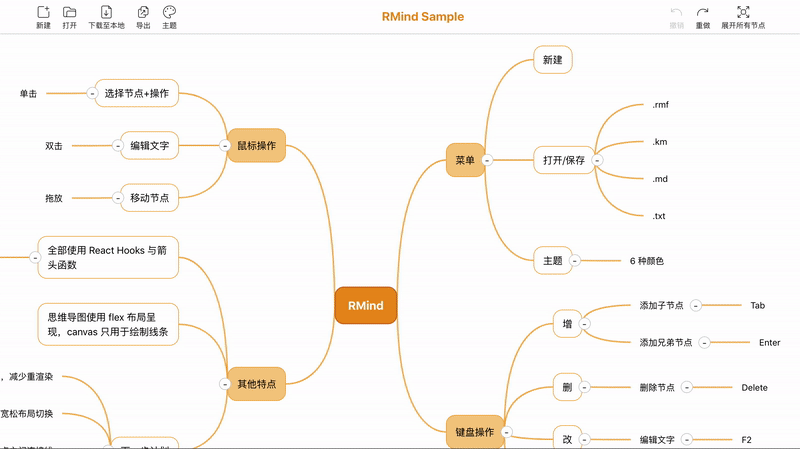 RMind Sample
新建
打开
下载至本地
导出
主题
撤销
重做
展开所有节点
单击
选择节点+操作
双击
编辑文字
拖放
移动节点
鼠标操作
全部使用 React Hooks 与箭
头函数
思维导图使用 flex 布局呈
现，canvas 只用于绘制线条
其他特点
，减少重渲染
宽松布局切换
RMind
菜单
新建
打开/保存
.rmf
.km
.md
.txt
主题
6 种颜色
键盘操作
增
添加子节点
Tab
添加兄弟节点
Enter
删
删除节点
Delete
改
编辑文字
F2